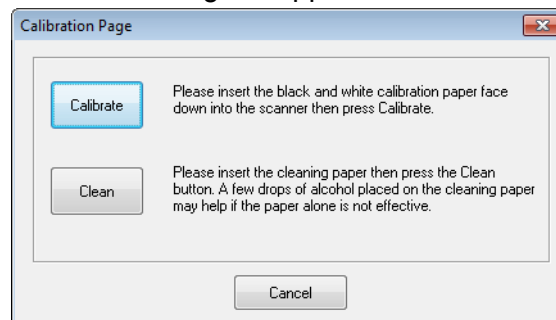 Calibration Page
Calibrate
Please insert the black and white calibration paper face
down into the scanner then press Calibrate.
Clean
Please insert the cleaning paper then press the Clean
button. A few drops of alcohol placed on the cleaning paper
may help if the paper alone is not effective.
Cancel